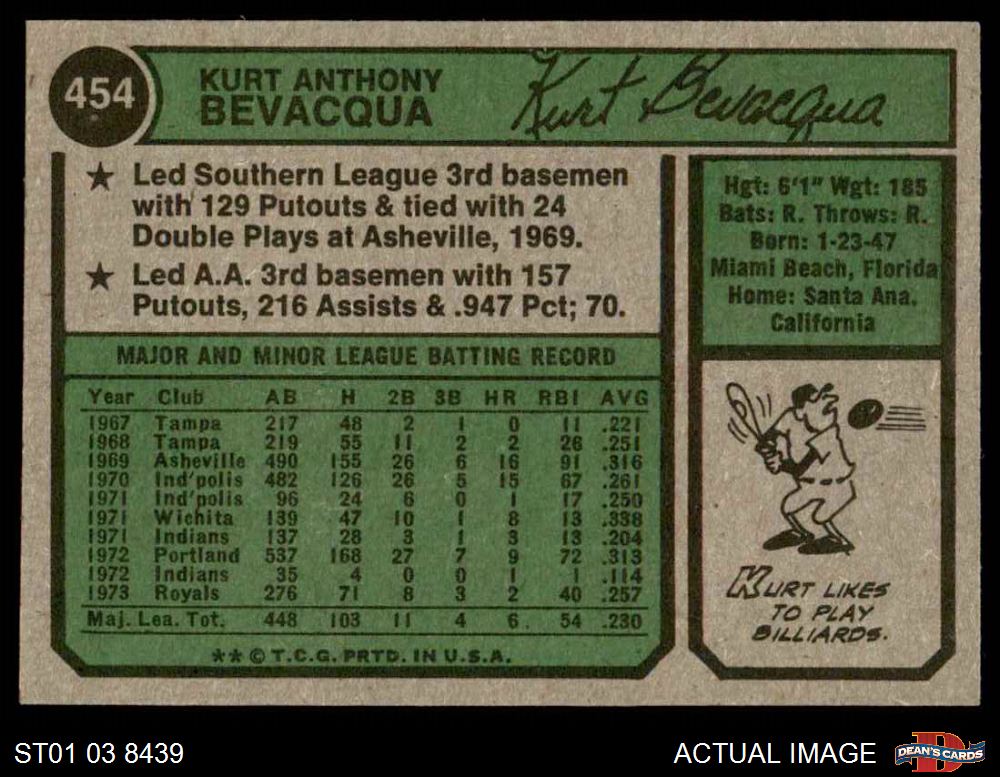 454
KURT ANTHONY
BEVACQUA
Kurt Bevacqua
★ Led Southern League 3rd basemen
with 129 Putouts & tied with 24
Double Plays at Asheville, 1969.
★ Led A.A. 3rd basemen with 157
Putouts, 216 Assists & .947 Pct; 70.
Hgt: 6'1" Wgt: 185
Bats: R. Throws: R.
Born: 1-23-47
Miami Beach, Florida
Home: Santa Ana,
California
MAJOR AND MINOR LEAGUE BATTING RECORD
Year Club AB H 2B 3B HR RBI AVG
1967 Tampa 217 48 2 1 0 11 .221
1968 Tampa 219 55 11 2 2 26 .251
1969 Asheville 490 155 26 6 16 91 .316
1970 Ind'polis 482 126 26 5 15 67 .261
1971 Ind'polis 96 24 6 0 1 17 .250
1971 Wichita 139 47 10 1 8 13 .338
1971 Indians 137 28 3 1 3 13 .204
1972 Portland 537 168 27 7 9 72 .313
1972 Indians 35 4 0 0 1 1 .114
1973 Royals 276 71 8 3 2 40 .257
Maj. Lea. Tot. 448 103 11 4 6 54 .230
** © T.C.G. PRTD. IN U.S.A.
8
KURT LIKES
TO PLAY
BILLIARDS.
ST01 03 8439
ACTUAL IMAGE
D
DEAN'S CARDS